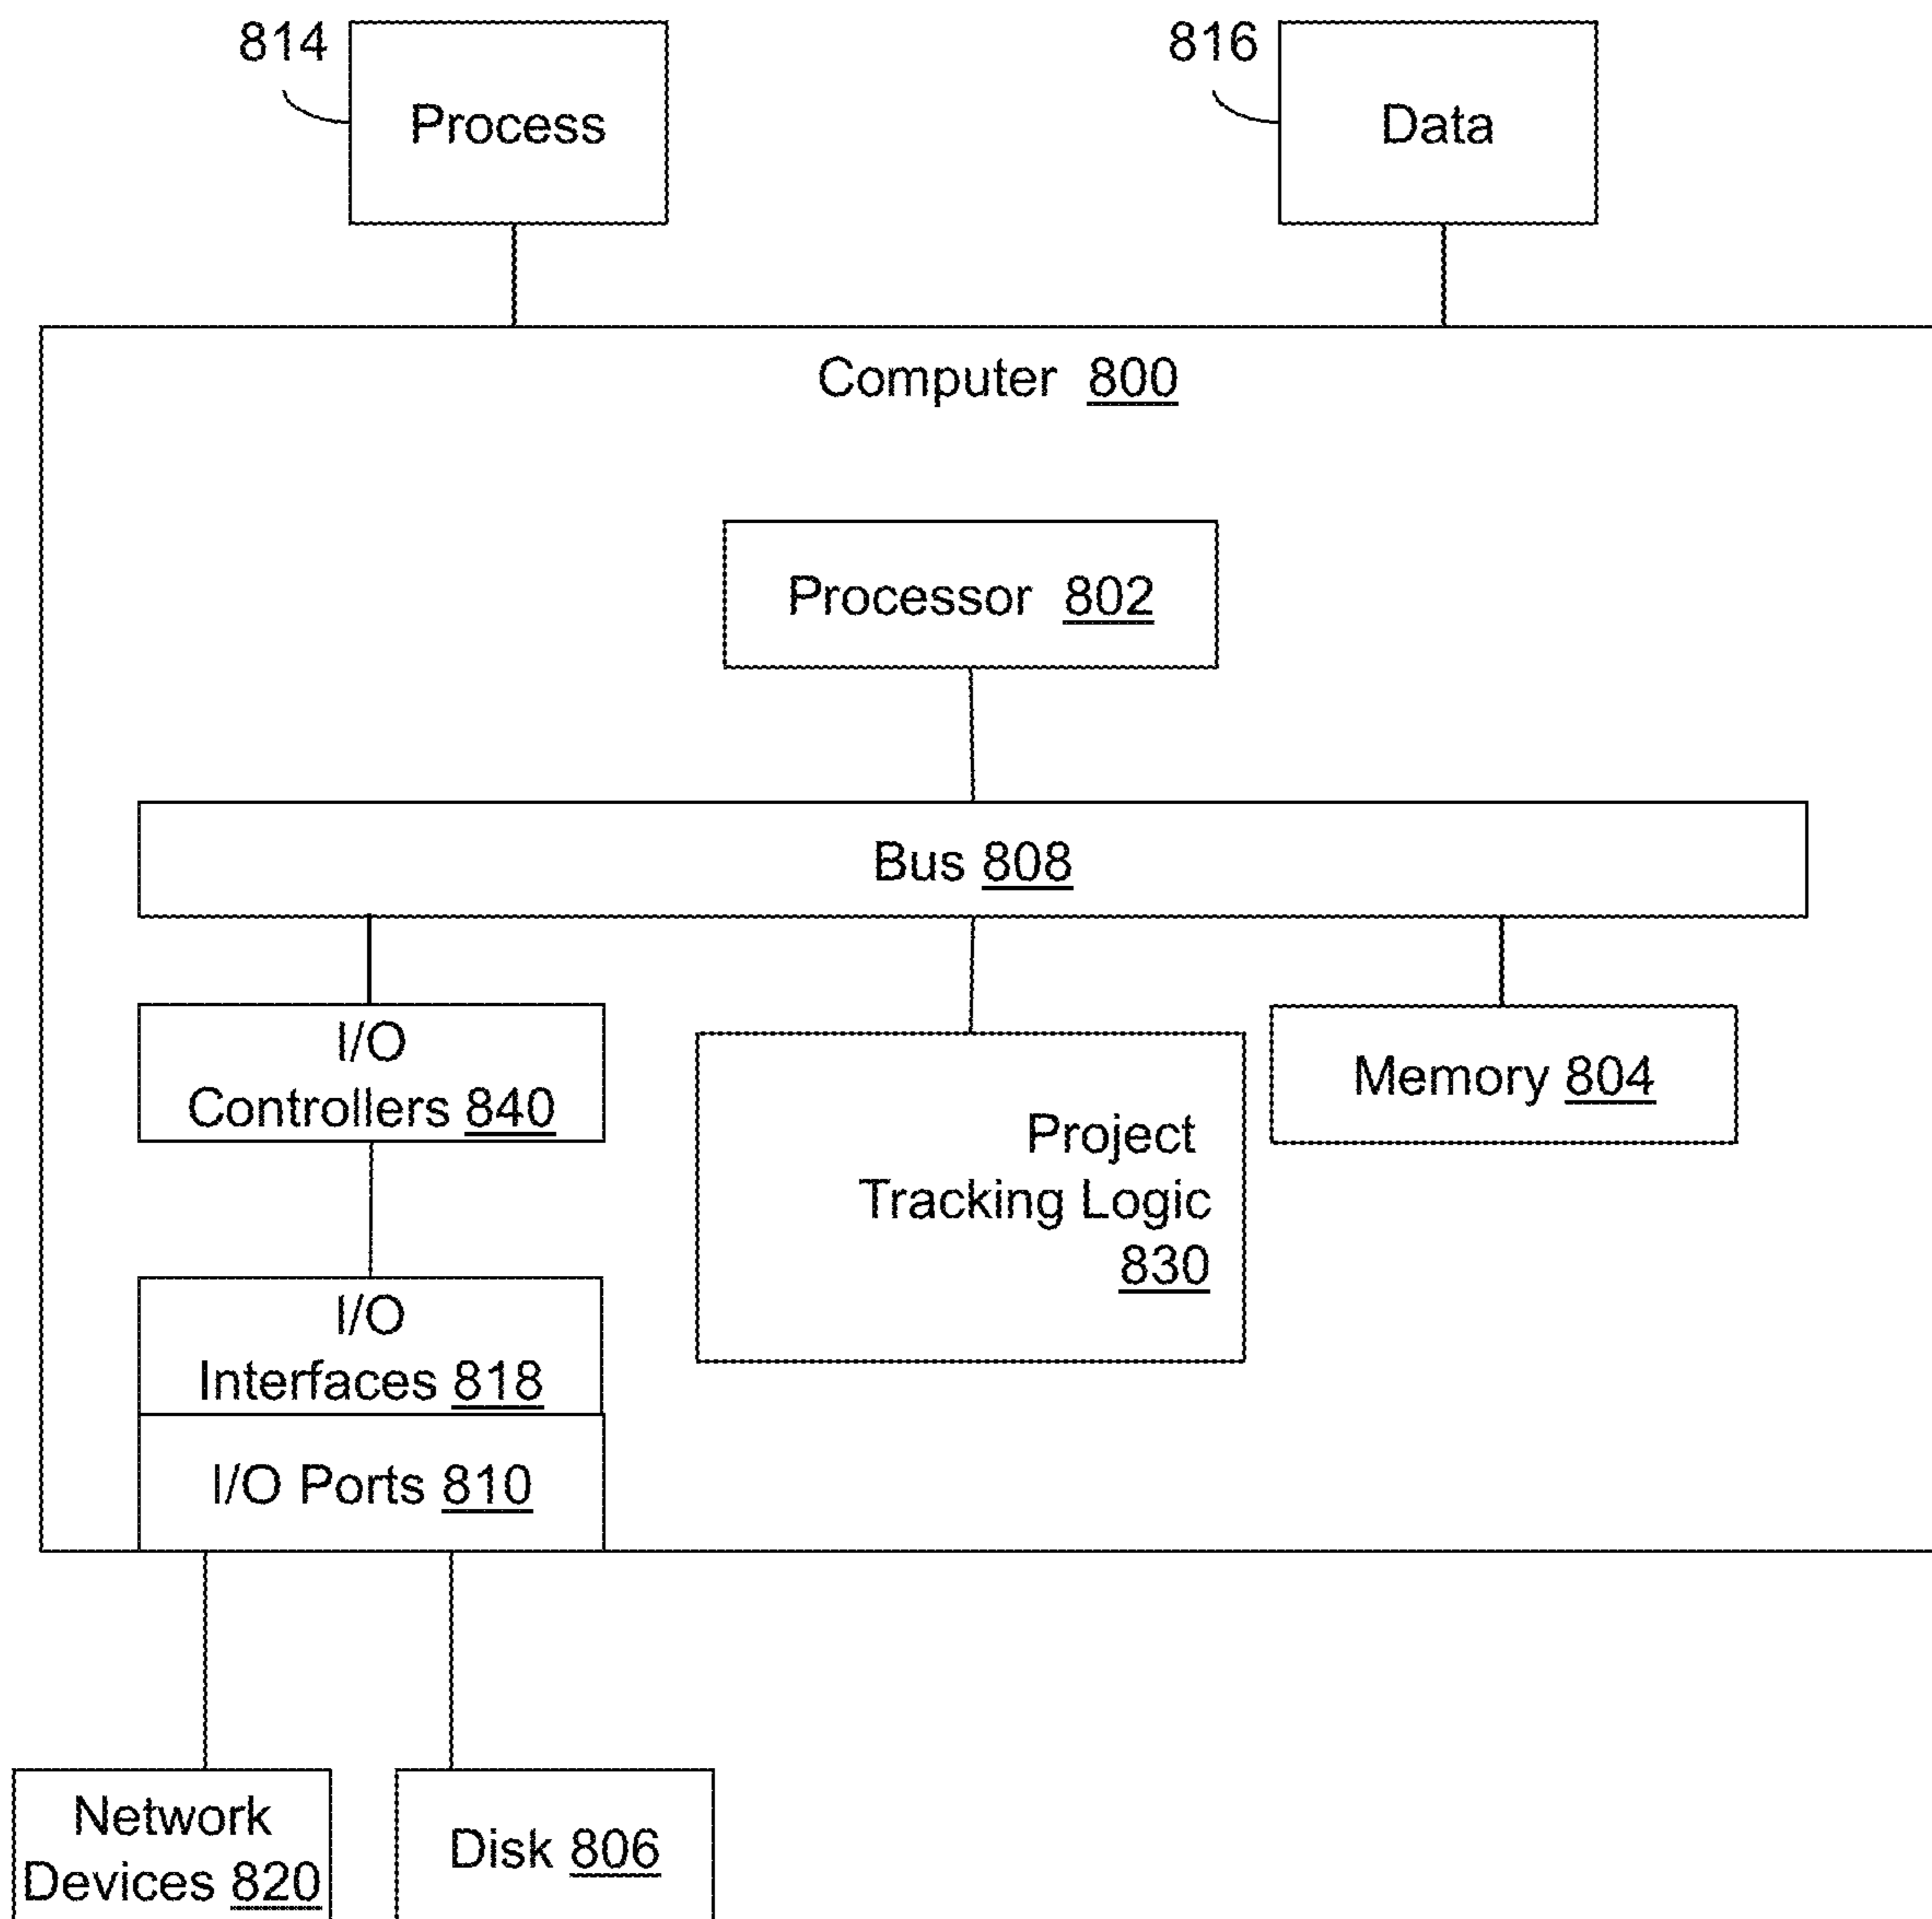 814
Process
816
Data
Computer 800
Processor 802
Bus 808
I/O
Controllers 840
Project
Tracking Logic
830
Memory 804
I/O
Interfaces 818
I/O Ports 810
Network
Devices 820
Disk 806